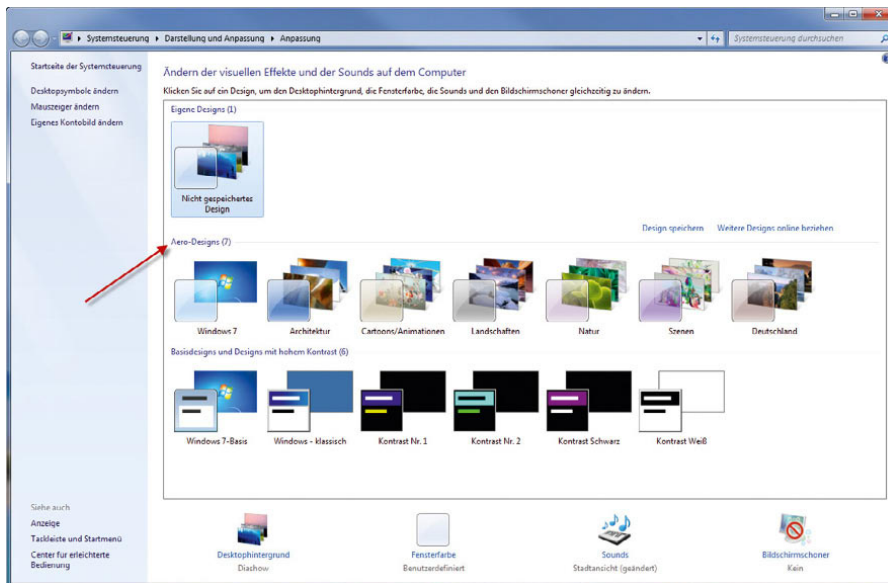 Systemsteuerung Darstellung und Anpassung Anpassung
Systemsteuerung durchsuchen
Startseite der Systemsteuerung
Desktopsymbole ändern
Mauszeiger ändern
Eigenes Kontobild ändern
Ändern der visuellen Effekte und der Sounds auf dem Computer
Klicken Sie auf ein Design, um den Desktophintergrund, die Fensterfarbe, die Sounds und den Bildschirmschoner gleichzeitig zu ändern.
Eigene Designs (1)
Nicht gespeichertes
Design
Design speichern Weitere Designs online beziehen
Aero-Designs (7)
Windows 7 Architektur Cartoons/Animationen Landschaften Natur Szenen Deutschland
Basisdesigns und Designs mit hohem Kontrast (6)
Windows 7-Basis Windows - klassisch Kontrast Nr. 1 Kontrast Nr. 2 Kontrast Schwarz Kontrast Weiß
Siehe auch
Anzeige
Taskleiste und Startmenü
Center für erleichterte
Bedienung
Desktophintergrund Fensterfarbe Sounds Bildschirmschoner
Diashow Benutzerdefiniert Stadtansicht (geändert) Kein